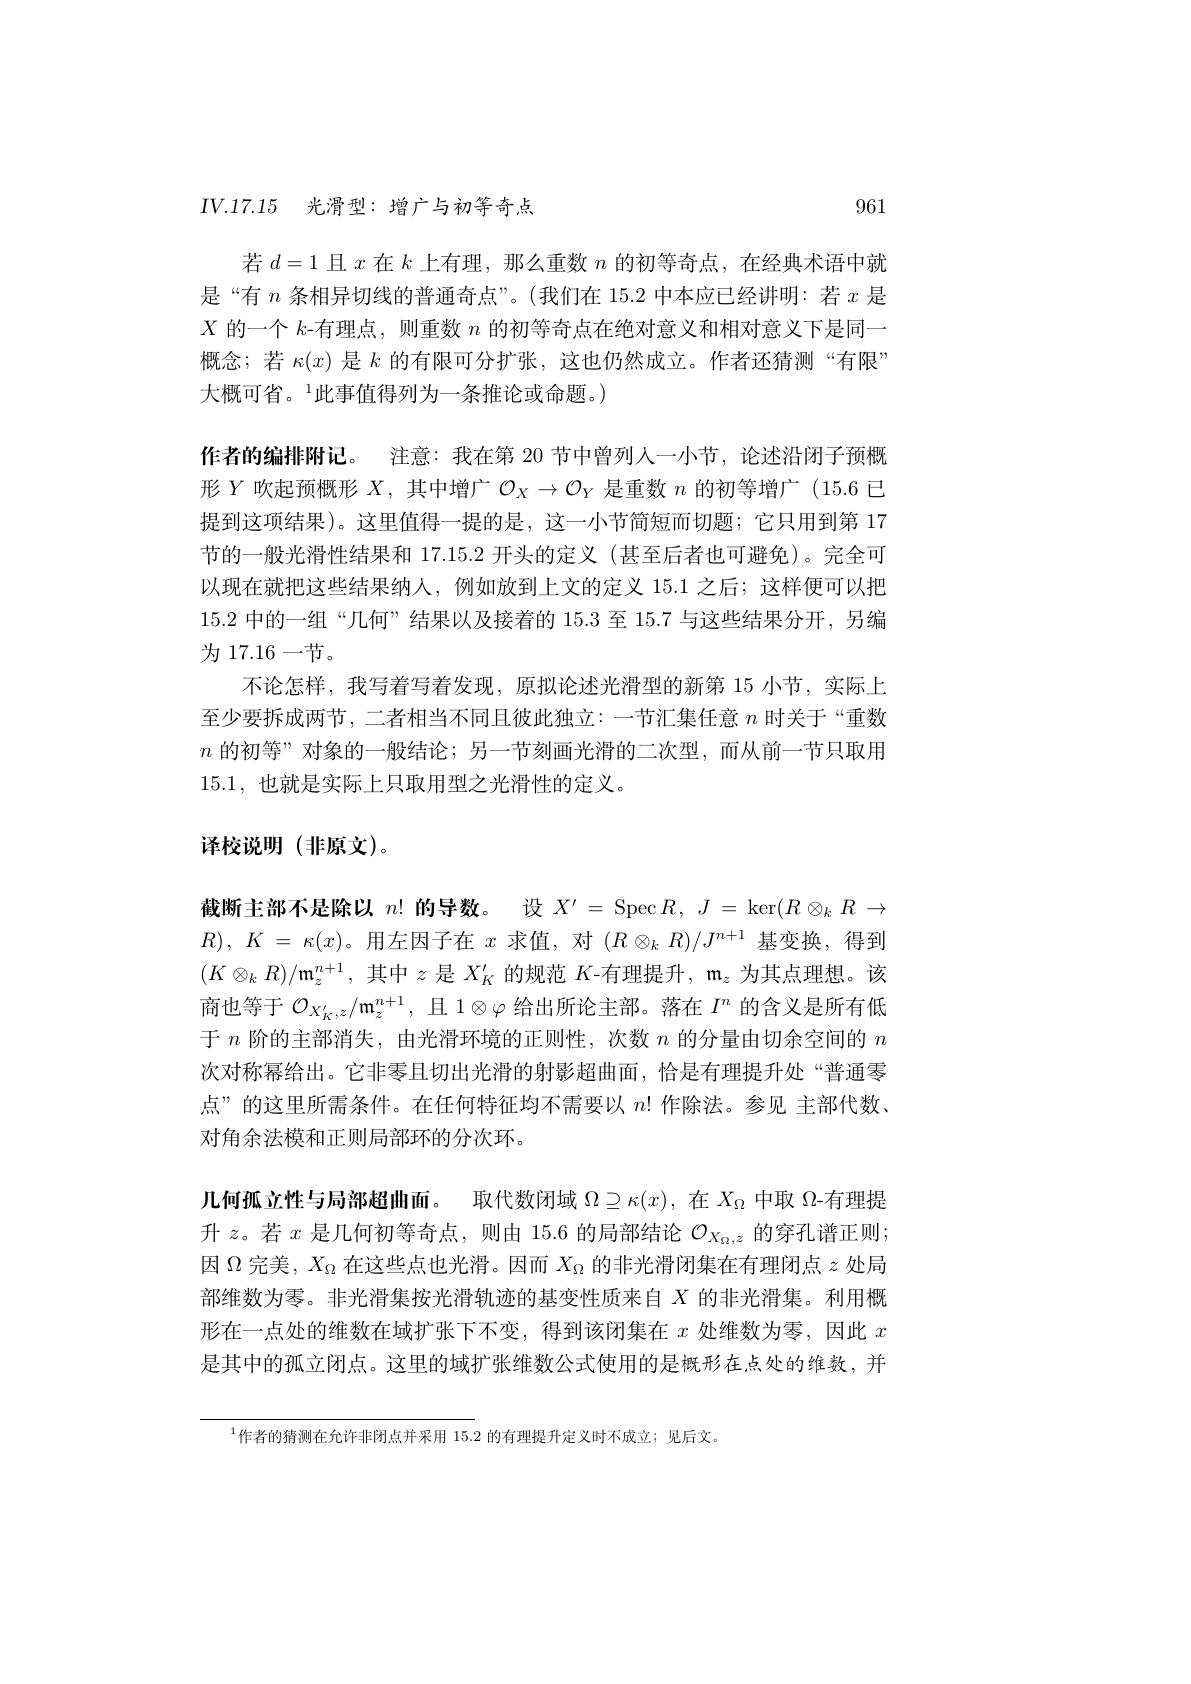 IV.17.15 光滑型：增广与初等奇点 961
若 d = 1 且 x 在 k 上有理，那么重数 n 的初等奇点，在经典术语中就
是 “有 n 条相异切线的普通奇点”。（我们在 15.2 中本应已经讲明：若 x 是
X 的一个 k-有理点，则重数 n 的初等奇点在绝对意义和相对意义下是同一
概念；若 κ(x) 是 k 的有限可分扩张，这也仍然成立。作者还猜测 “有限”
大概可省。¹此事值得列为一条推论或命题。）
作者的编排附记。 注意：我在第 20 节中曾列入一小节，论述沿闭子预概
形 Y 吹起预概形 X，其中增广 𝒪_X → 𝒪_Y 是重数 n 的初等增广（15.6 已
提到这项结果）。这里值得一提的是，这一小节简短而切题；它只用到第 17
节的一般光滑性结果和 17.15.2 开头的定义（甚至后者也可避免）。完全可
以现在就把这些结果纳入，例如放到上文的定义 15.1 之后；这样便可以把
15.2 中的一组 “几何” 结果以及接着的 15.3 至 15.7 与这些结果分开，另编
为 17.16 一节。
不论怎样，我写着写着发现，原拟论述光滑型的新第 15 小节，实际上
至少要拆成两节，二者相当不同且彼此独立：一节汇集任意 n 时关于 “重数
n 的初等” 对象的一般结论；另一节刻画光滑的二次型，而从前一节只取用
15.1，也就是实际上只取用型之光滑性的定义。
译校说明（非原文）。
截断主部不是除以 n! 的导数。 设 X′ = Spec R，J = ker(R ⊗_k R →
R)，K = κ(x)。用左因子在 x 求值，对 (R ⊗_k R)/J^{n+1} 基变换，得到
(K ⊗_k R)/𝔪_z^{n+1}，其中 z 是 X′_K 的规范 K-有理提升，𝔪_z 为其点理想。该
商也等于 𝒪_{X′_K,z}/𝔪_z^{n+1}，且 1 ⊗ φ 给出所论主部。落在 I^n 的含义是所有低
于 n 阶的主部消失，由光滑环境的正则性，次数 n 的分量由切余空间的 n
次对称幂给出。它非零且切出光滑的射影超曲面，恰是有理提升处 “普通零
点” 的这里所需条件。在任何特征均不需要以 n! 作除法。参见 主部代数、
对角余法模和正则局部环的分次环。
几何孤立性与局部超曲面。 取代数闭域 Ω ⊇ κ(x)，在 X_Ω 中取 Ω-有理提
升 z。若 x 是几何初等奇点，则由 15.6 的局部结论 𝒪_{X_Ω,z} 的穿孔谱正则；
因 Ω 完美，X_Ω 在这些点也光滑。因而 X_Ω 的非光滑闭集在有理闭点 z 处局
部维数为零。非光滑集按光滑轨迹的基变性质来自 X 的非光滑集。利用概
形在一点处的维数在域扩张下不变，得到该闭集在 x 处维数为零，因此 x
是其中的孤立闭点。这里的域扩张维数公式使用的是概形在点处的维数，并
¹作者的猜测在允许非闭点并采用 15.2 的有理提升定义时不成立；见后文。